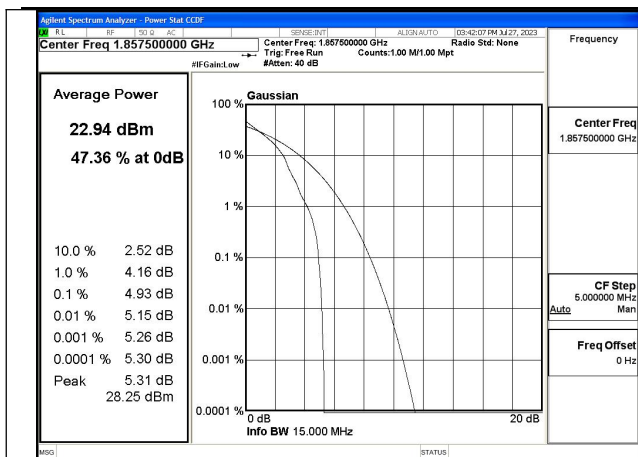 Agilent Spectrum Analyzer - Power Stat CCDF
RL RF 50 Ω AC SENSE:INT ALIGN AUTO 03:42:07 PM Jul 27, 2023
Center Freq 1.857500000 GHz
Center Freq: 1.857500000 GHz Radio Std: None
Trig: Free Run Counts:1.00 M/1.00 Mpt
#IFGain:Low #Atten: 40 dB
Frequency
Average Power
22.94 dBm
47.36 % at 0dB
10.0 % 2.52 dB
1.0 % 4.16 dB
0.1 % 4.93 dB
0.01 % 5.15 dB
0.001 % 5.26 dB
0.0001 % 5.30 dB
Peak 5.31 dB
28.25 dBm
Gaussian
100 %
10 %
1 %
0.1 %
0.01 %
0.001 %
0.0001 %
0 dB 20 dB
Info BW 15.000 MHz
Center Freq
1.857500000 GHz
CF Step
5.000000 MHz
Auto Man
Freq Offset
0 Hz
MSG STATUS